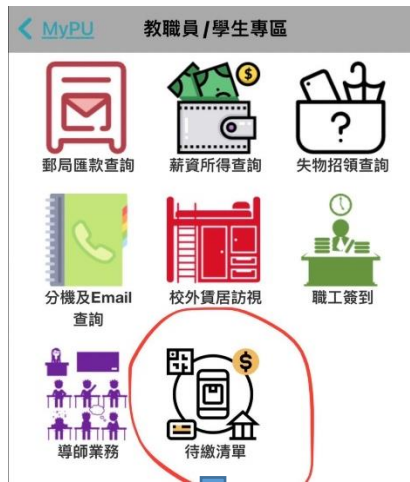 MyPU 教職員/學生專區
郵局匯款查詢 薪資所得查詢 失物招領查詢
分機及Email 校外賃居訪視 職工簽到
查詢
導師業務 待繳清單